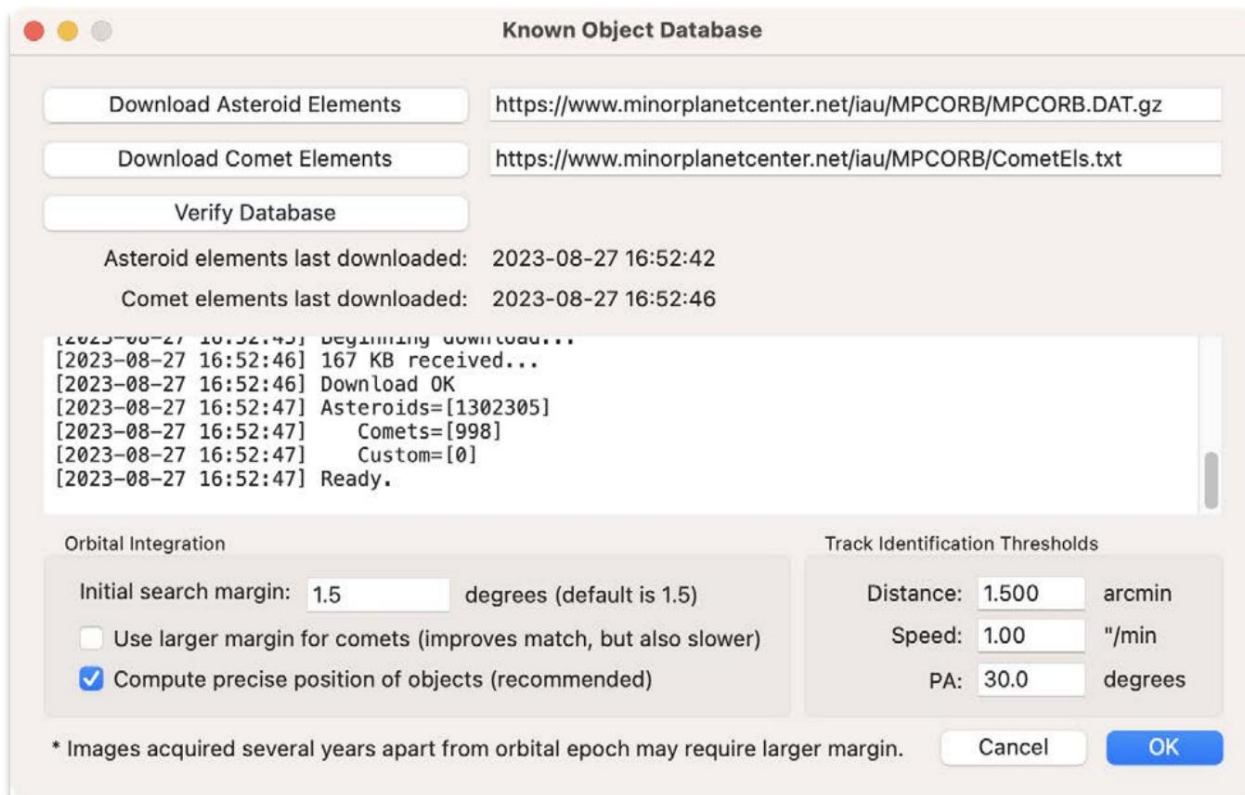 Known Object Database
Download Asteroid Elements https://www.minorplanetcenter.net/iau/MPCORB/MPCORB.DAT.gz
Download Comet Elements https://www.minorplanetcenter.net/iau/MPCORB/CometEls.txt
Verify Database
Asteroid elements last downloaded: 2023-08-27 16:52:42
Comet elements last downloaded: 2023-08-27 16:52:46
[2023-08-27 16:52:45] Beginning download...
[2023-08-27 16:52:46] 167 KB received...
[2023-08-27 16:52:46] Download OK
[2023-08-27 16:52:47] Asteroids=[1302305]
[2023-08-27 16:52:47] Comets=[998]
[2023-08-27 16:52:47] Custom=[0]
[2023-08-27 16:52:47] Ready.
Orbital Integration
Initial search margin: 1.5 degrees (default is 1.5)
Use larger margin for comets (improves match, but also slower)
Compute precise position of objects (recommended)
Track Identification Thresholds
Distance: 1.500 arcmin
Speed: 1.00 "/min
PA: 30.0 degrees
* Images acquired several years apart from orbital epoch may require larger margin.
Cancel
OK